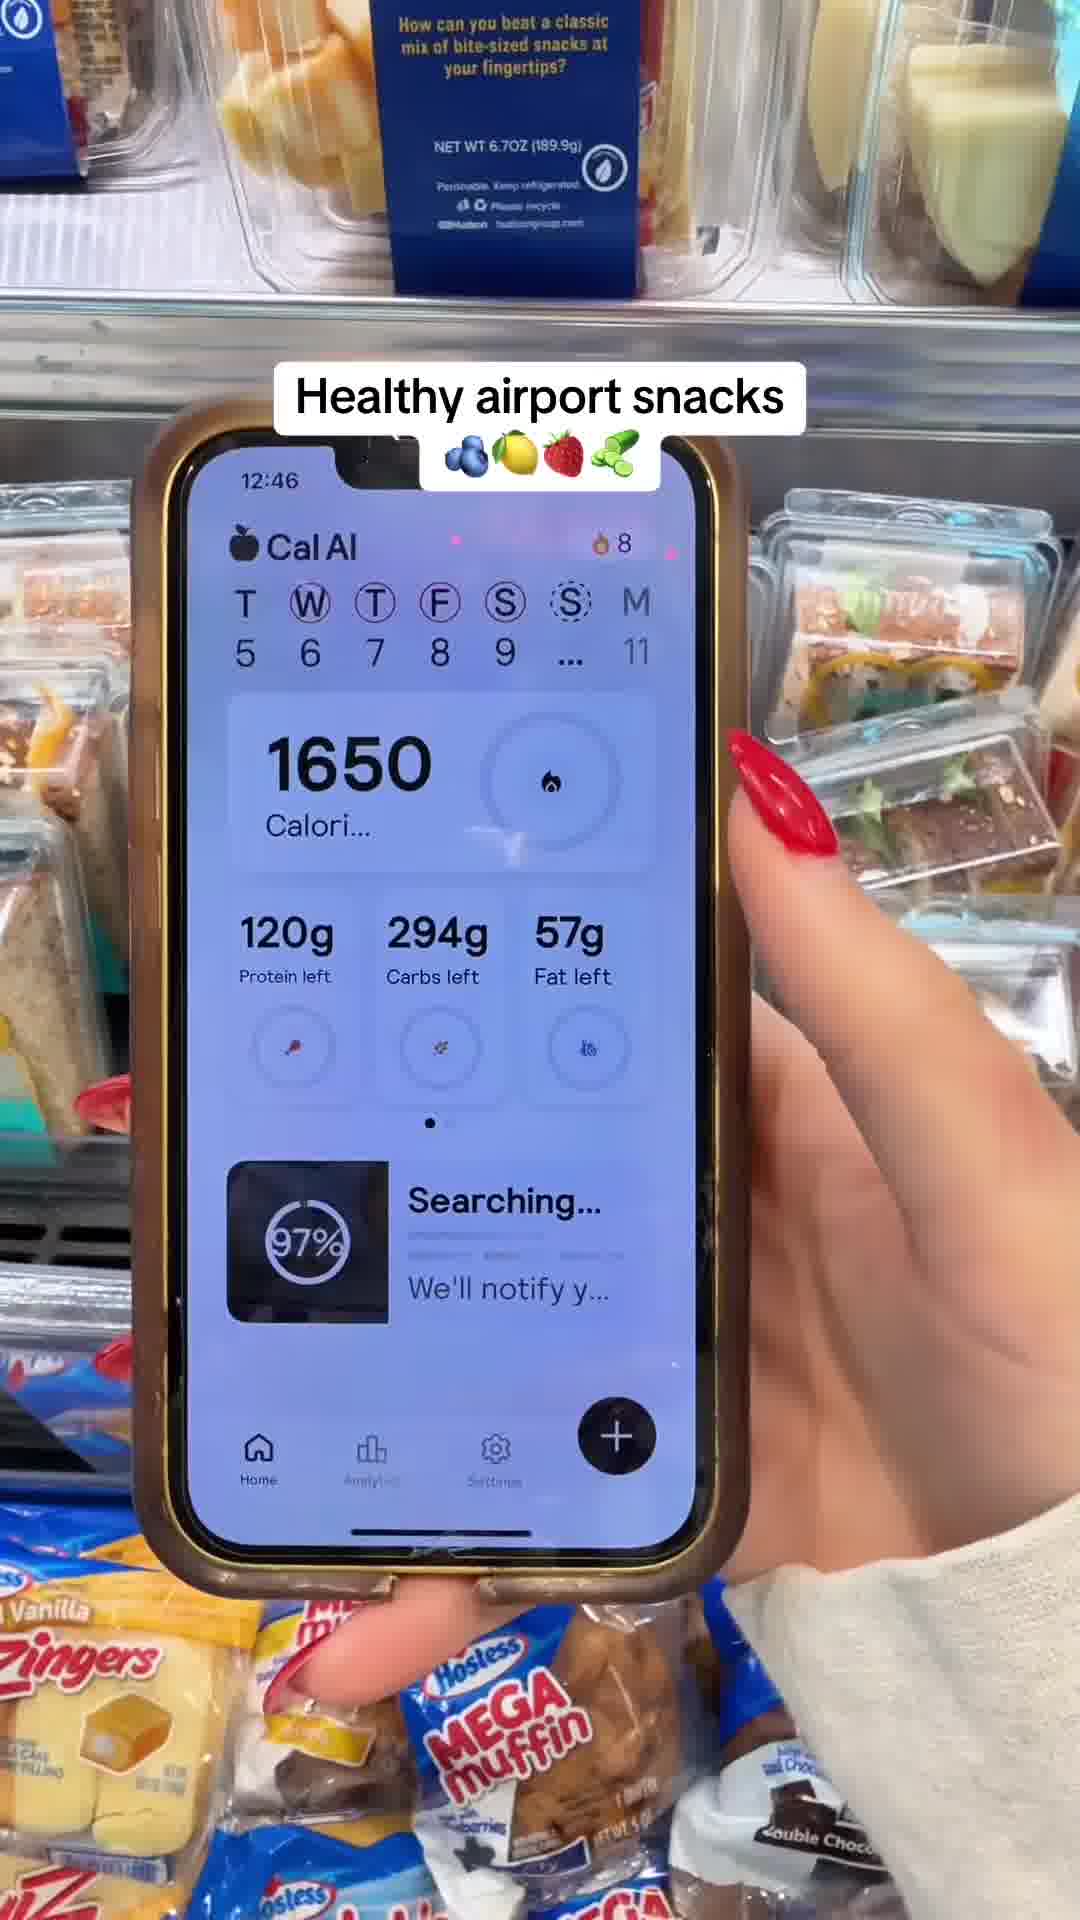 How can you beat a classic
mix of bite-sized snacks at
your fingertips?
NET WT 6.7OZ (189.9g)
Perishable. Keep refrigerated.
Please recycle
Hudson hudsongroup.com
Healthy airport snacks
🫐🍋🍓🥒
12:46
Cal AI
8
T W T F S S M
5 6 7 8 9 ... 11
1650
Calori...
120g 294g 57g
Protein left Carbs left Fat left
97%
Searching...
We'll notify y...
Home Analytics Settings
Vanilla
Zingers
Hostess
MEGA
muffin
Double Choc
Hostess